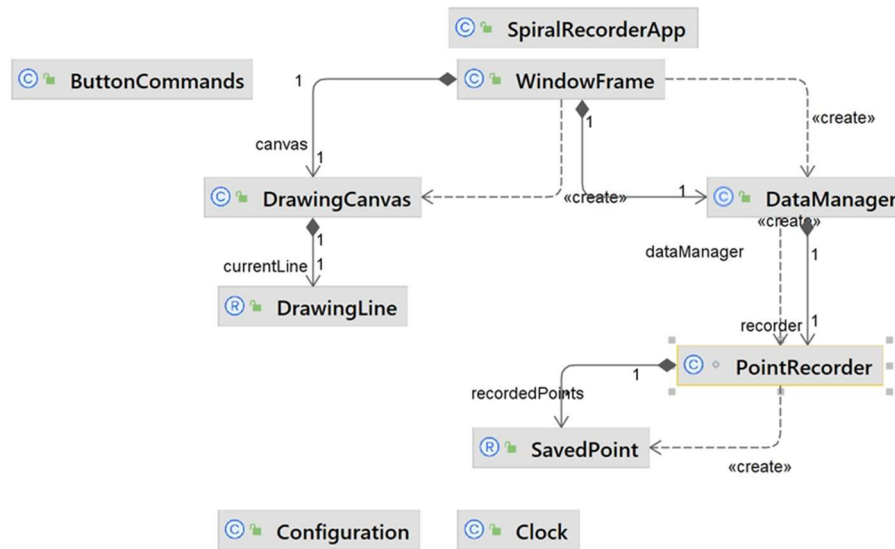 C SpiralRecorderApp
C ButtonCommands
C WindowFrame
1
1
«create»
canvas
1
C DrawingCanvas
«create»
1
C DataManager
«create»
1
1
currentLine
1
dataManager
R DrawingLine
recorder
1
C PointRecorder
1
recordedPoints
R SavedPoint
«create»
C Configuration
C Clock